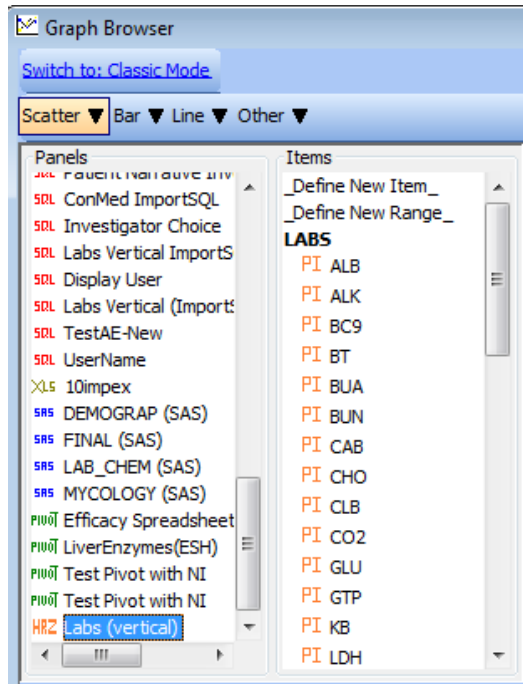 Graph Browser
Switch to: Classic Mode
Scatter ▼ Bar ▼ Line ▼ Other ▼
Panels
SQL Patient Narrative Inv
SQL ConMed ImportSQL
SQL Investigator Choice
SQL Labs Vertical ImportS
SQL Display User
SQL Labs Vertical (ImportS
SQL TestAE-New
SQL UserName
XLS 10impex
SAS DEMOGRAP (SAS)
SAS FINAL (SAS)
SAS LAB_CHEM (SAS)
SAS MYCOLOGY (SAS)
PIVOT Efficacy Spreadsheet
PIVOT LiverEnzymes(ESH)
PIVOT Test Pivot with NI
PIVOT Test Pivot with NI
HRZ Labs (vertical)
Items
_Define New Item_
_Define New Range_
LABS
PI ALB
PI ALK
PI BC9
PI BT
PI BUA
PI BUN
PI CAB
PI CHO
PI CLB
PI CO2
PI GLU
PI GTP
PI KB
PI LDH